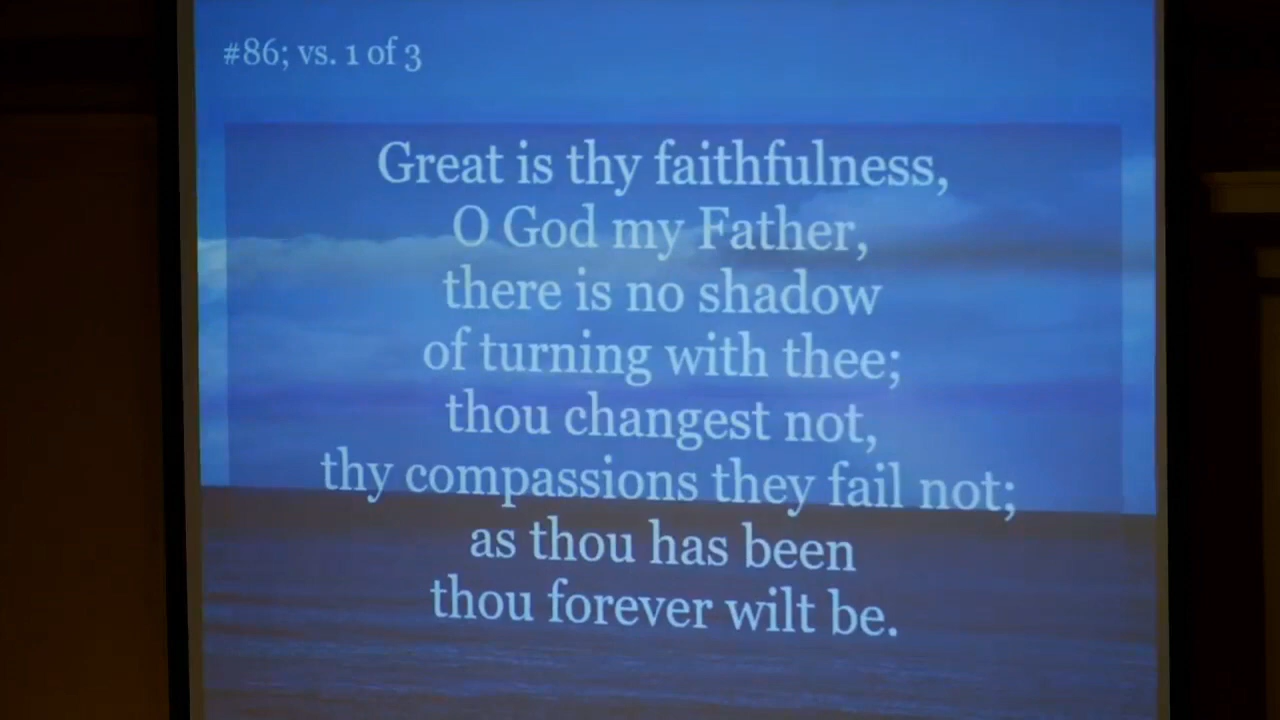 #86; vs. 1 of 3
Great is thy faithfulness,
O God my Father,
there is no shadow
of turning with thee;
thou changest not,
thy compassions they fail not;
as thou has been
thou forever wilt be.